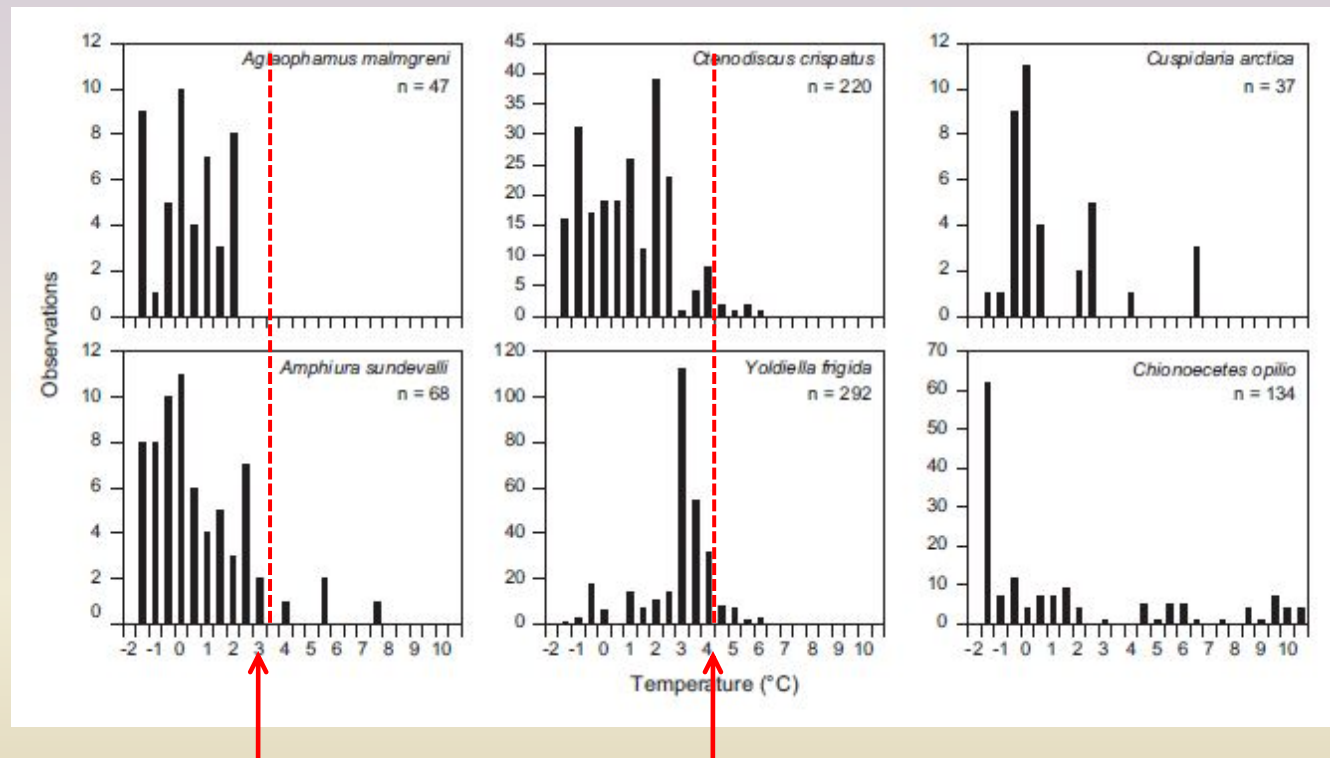 Observations
12
10
8
6
4
2
0
Aglaophamus malmgreni
n = 47
45
40
35
30
25
20
15
10
5
0
Ctenodiscus crispatus
n = 220
12
10
8
6
4
2
0
Cuspidaria arctica
n = 37
12
10
8
6
4
2
0
Amphiura sundevalli
n = 68
-2 -1 0 1 2 3 4 5 6 7 8 9 10
120
100
80
60
40
20
0
Yoldiella frigida
n = 292
-2 -1 0 1 2 3 4 5 6 7 8 9 10
70
60
50
40
30
20
10
0
Chionoecetes opilio
n = 134
-2 -1 0 1 2 3 4 5 6 7 8 9 10
Temperature (°C)